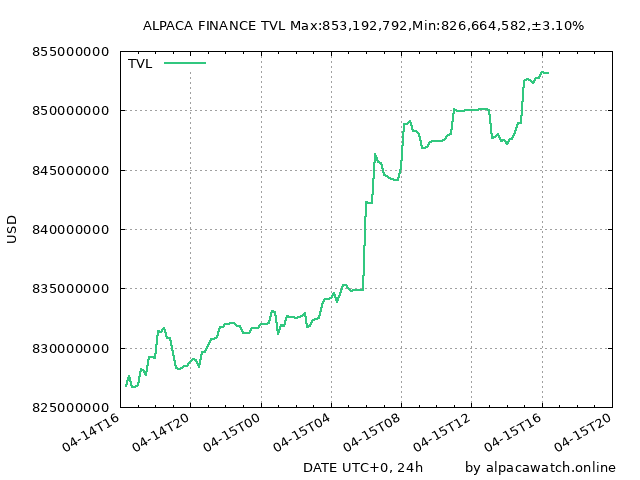 ALPACA FINANCE TVL Max:853,192,792,Min:826,664,582,±3.10%
855000000
TVL
850000000
845000000
840000000
USD
835000000
830000000
825000000
04-14T16
04-14T20
04-15T00
04-15T04
04-15T08
04-15T12
04-15T16
04-15T20
DATE UTC+0, 24h
by alpacawatch.online